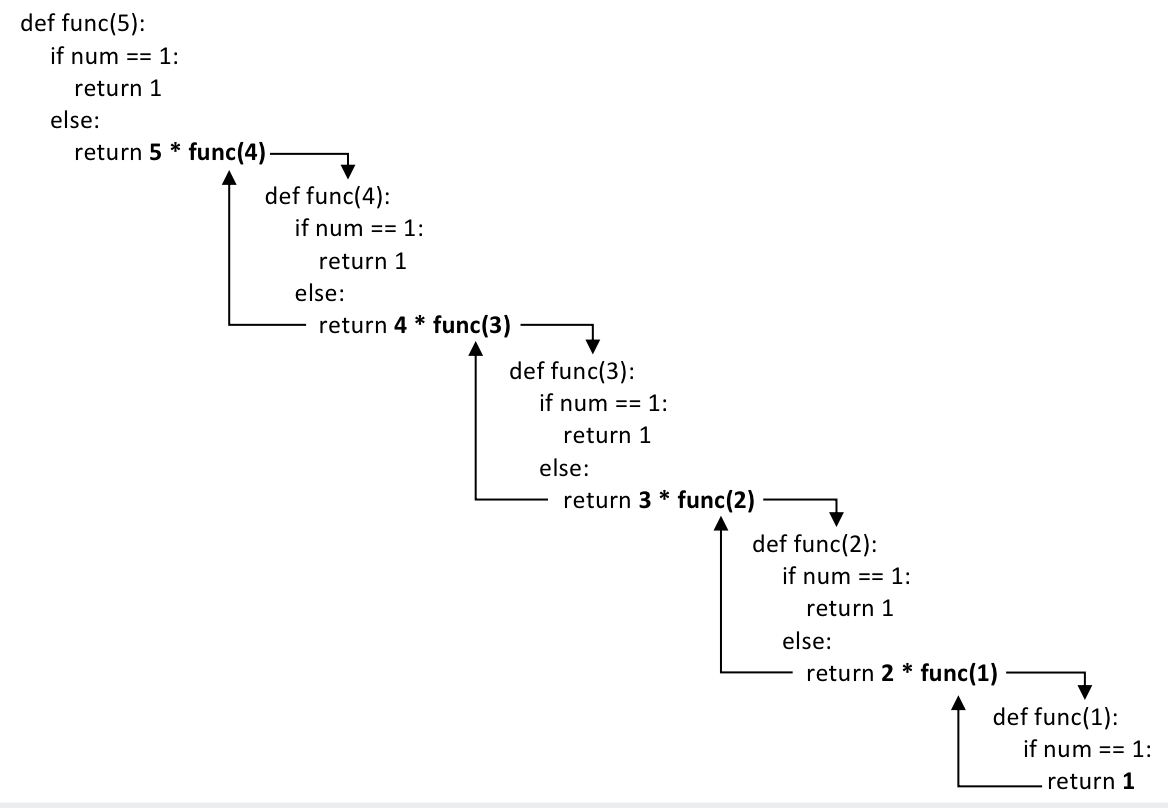 def func(5):
if num == 1:
return 1
else:
return 5 * func(4)
def func(4):
if num == 1:
return 1
else:
return 4 * func(3)
def func(3):
if num == 1:
return 1
else:
return 3 * func(2)
def func(2):
if num == 1:
return 1
else:
return 2 * func(1)
def func(1):
if num == 1:
return 1